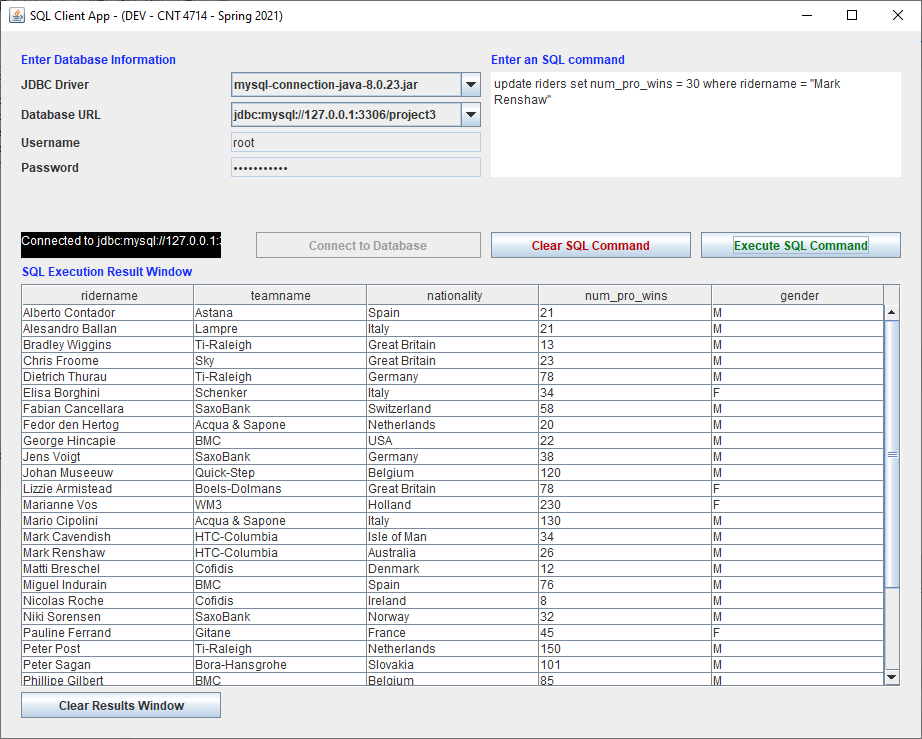 SQL Client App - (DEV - CNT 4714 - Spring 2021)
Enter Database Information
Enter an SQL command
JDBC Driver
mysql-connection-java-8.0.23.jar
update riders set num_pro_wins = 30 where ridername = "Mark
Renshaw"
Database URL
jdbc:mysql://127.0.0.1:3306/project3
Username
root
Password
•••••••••••
Connected to jdbc:mysql://127.0.0.1:
Connect to Database
Clear SQL Command
Execute SQL Command
SQL Execution Result Window
ridername teamname nationality num_pro_wins gender
Alberto Contador Astana Spain 21 M
Alesandro Ballan Lampre Italy 21 M
Bradley Wiggins Ti-Raleigh Great Britain 13 M
Chris Froome Sky Great Britain 23 M
Dietrich Thurau Ti-Raleigh Germany 78 M
Elisa Borghini Schenker Italy 34 F
Fabian Cancellara SaxoBank Switzerland 58 M
Fedor den Hertog Acqua & Sapone Netherlands 20 M
George Hincapie BMC USA 22 M
Jens Voigt SaxoBank Germany 38 M
Johan Museeuw Quick-Step Belgium 120 M
Lizzie Armistead Boels-Dolmans Great Britain 78 F
Marianne Vos WM3 Holland 230 F
Mario Cipolini Acqua & Sapone Italy 130 M
Mark Cavendish HTC-Columbia Isle of Man 34 M
Mark Renshaw HTC-Columbia Australia 26 M
Matti Breschel Cofidis Denmark 12 M
Miguel Indurain BMC Spain 76 M
Nicolas Roche Cofidis Ireland 8 M
Niki Sorensen SaxoBank Norway 32 M
Pauline Ferrand Gitane France 45 F
Peter Post Ti-Raleigh Netherlands 150 M
Peter Sagan Bora-Hansgrohe Slovakia 101 M
Phillipe Gilbert BMC Belgium 85 M
Clear Results Window